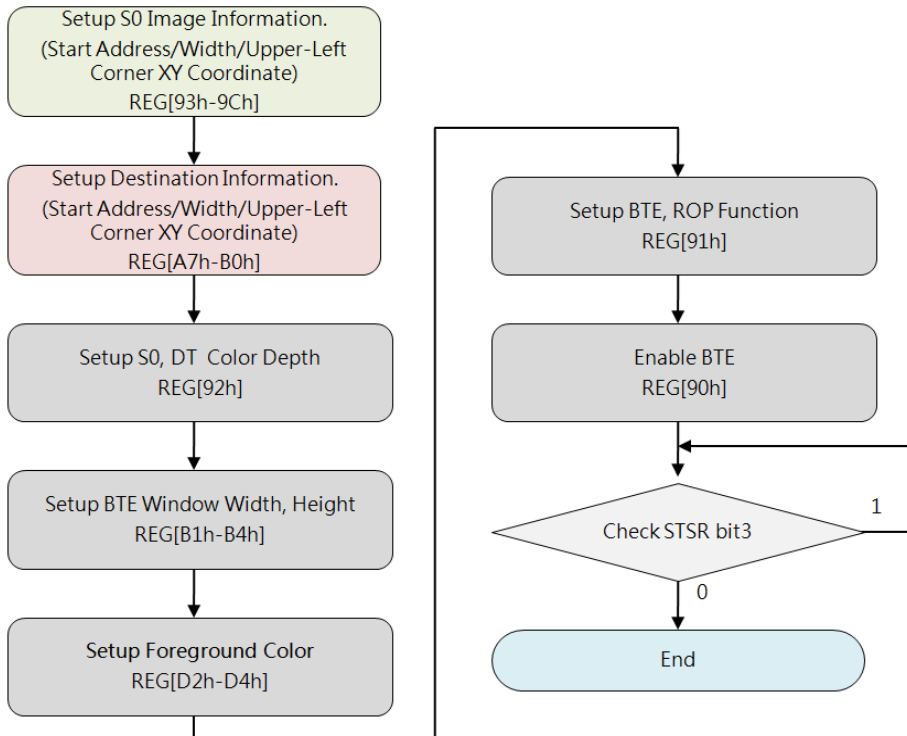 Setup S0 Image Information.
(Start Address/Width/Upper-Left
Corner XY Coordinate)
REG[93h-9Ch]
Setup Destination Information.
(Start Address/Width/Upper-Left
Corner XY Coordinate)
REG[A7h-B0h]
Setup S0, DT  Color Depth
REG[92h]
Setup BTE Window Width, Height
REG[B1h-B4h]
Setup Foreground Color
REG[D2h-D4h]
Setup BTE, ROP Function
REG[91h]
Enable BTE
REG[90h]
Check STSR bit3
1
0
End